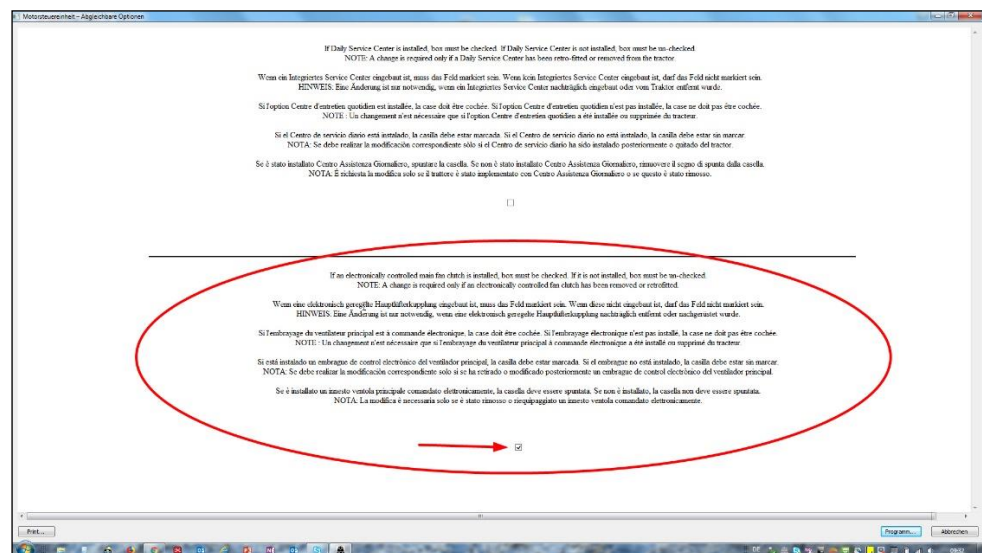 Motorsteuereinheit – Abgleichbare Optionen
If Daily Service Center is installed, box must be checked. If Daily Service Center is not installed, box must be un-checked.
NOTE: A change is required only if a Daily Service Center has been retro-fitted or removed from the tractor.
Wenn ein Integriertes Service Center eingebaut ist, muss das Feld markiert sein. Wenn kein Integriertes Service Center eingebaut ist, darf das Feld nicht markiert sein.
HINWEIS: Eine Änderung ist nur notwendig, wenn ein Integriertes Service Center nachträglich eingebaut oder vom Traktor entfernt wurde.
Si l'option Centre d'entretien quotidien est installée, la case doit être cochée. Si l'option Centre d'entretien quotidien n'est pas installée, la case ne doit pas être cochée.
NOTE : Un changement n'est nécessaire que si l'option Centre d'entretien quotidien a été installée ou supprimée du tracteur.
Si el Centro de servicio diario está instalado, la casilla debe estar marcada. Si el Centro de servicio diario no está instalado, la casilla debe estar sin marcar.
NOTA: Se debe realizar la modificación correspondiente sólo si el Centro de servicio diario ha sido instalado posteriormente o quitado del tractor.
Se è stato installato Centro Assistenza Giornaliero, spuntare la casella. Se non è stato installato Centro Assistenza Giornaliero, rimuovere il segno di spunta dalla casella.
NOTA: È richiesta la modifica solo se il trattore è stato implementato con Centro Assistenza Giornaliero o se questo è stato rimosso.
If an electronically controlled main fan clutch is installed, box must be checked. If it is not installed, box must be un-checked.
NOTE: A change is required only if an electronically controlled fan clutch has been removed or retrofitted.
Wenn eine elektronisch geregelte Hauptlüfterkupplung eingebaut ist, muss das Feld markiert sein. Wenn diese nicht eingebaut ist, darf das Feld nicht markiert sein.
HINWEIS: Eine Änderung ist nur notwendig, wenn eine elektronisch geregelte Hauptlüfterkupplung nachträglich entfernt oder nachgerüstet wurde.
Si l'embrayage du ventilateur principal est à commande électronique, la case doit être cochée. Si l'embrayage électronique n'est pas installé, la case ne doit pas être cochée.
NOTE : Un changement n'est nécessaire que si l'embrayage du ventilateur principal à commande électronique a été installé ou supprimé du tracteur.
Si está instalado un embrague de control electrónico del ventilador principal, la casilla debe estar marcada. Si el embrague no está instalado, la casilla debe estar sin marcar.
NOTA: Se debe realizar la modificación correspondiente solo si se ha retirado o modificado posteriormente un embrague de control electrónico del ventilador principal.
Se è installato un innesto ventola principale comandato elettronicamente, la casella deve essere spuntata. Se non è installato, la casella non deve essere spuntata.
NOTA: La modifica è necessaria solo se è stato rimosso o riequipaggiato un innesto ventola comandato elettronicamente.
Print...
Programm...
Abbrechen
DE
09:32